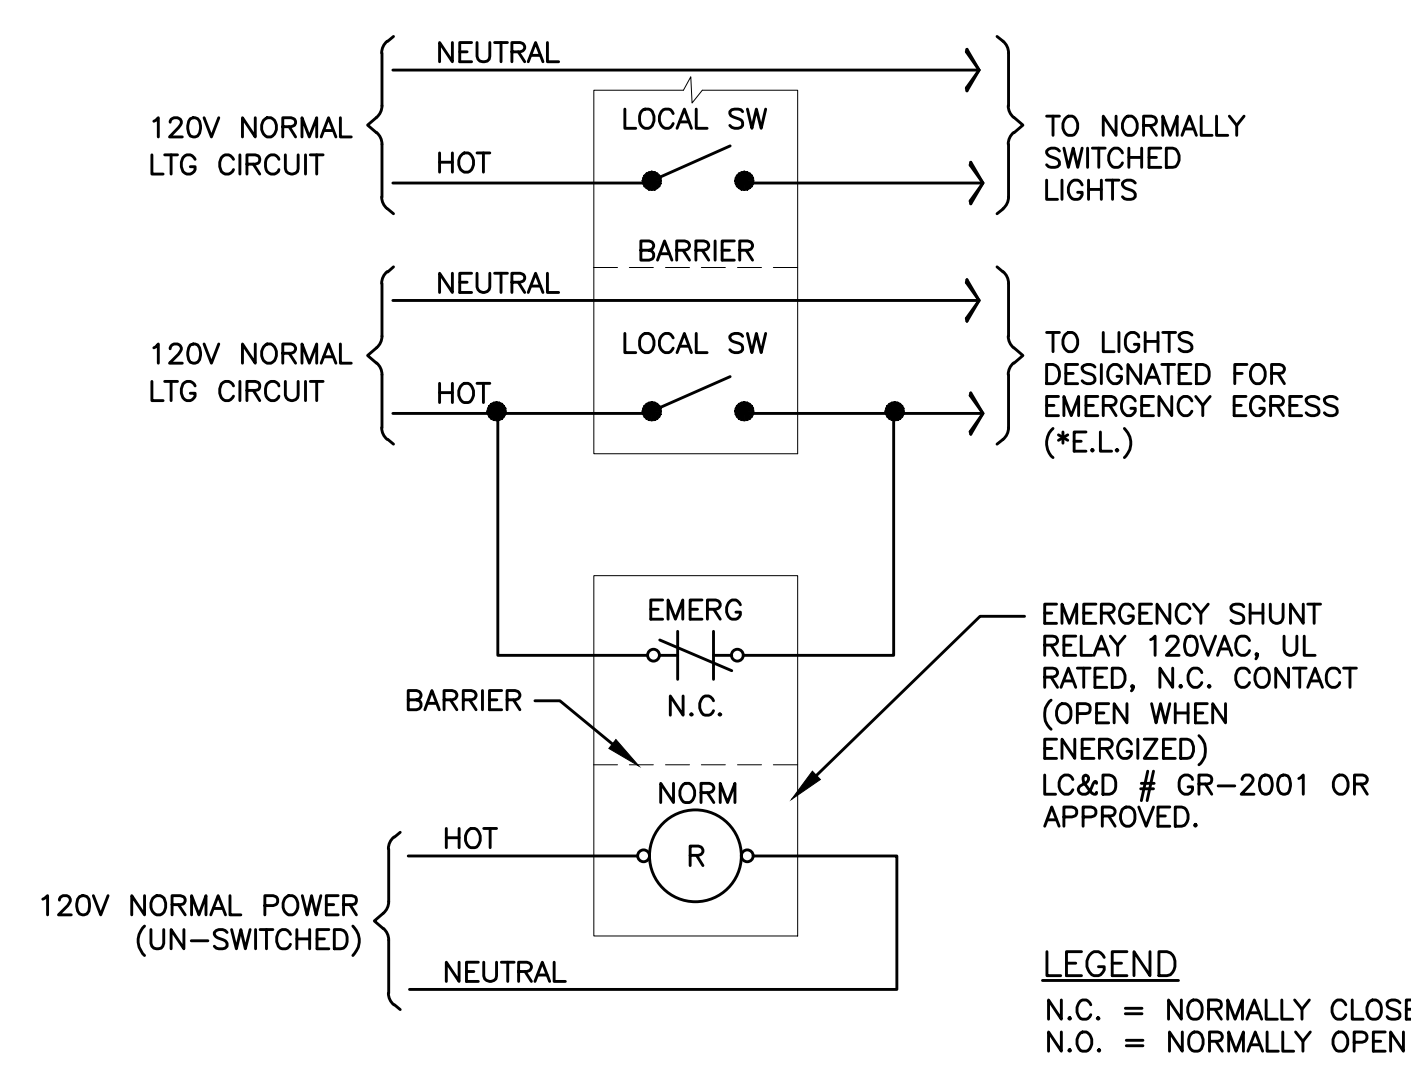 NEUTRAL
LOCAL SW
120V NORMAL
LTG CIRCUIT
HOT
TO NORMALLY
SWITCHED
LIGHTS
BARRIER
NEUTRAL
LOCAL SW
120V NORMAL
LTG CIRCUIT
HOT
TO LIGHTS
DESIGNATED FOR
EMERGENCY EGRESS
(*E.L.)
EMERG
N.C.
BARRIER
EMERGENCY SHUNT
RELAY 120VAC, UL
RATED, N.C. CONTACT
(OPEN WHEN
ENERGIZED)
LC&D # GR-2001 OR
APPROVED.
NORM
HOT
R
120V NORMAL POWER
(UN-SWITCHED)
NEUTRAL
LEGEND
N.C. = NORMALLY CLOSE
N.O. = NORMALLY OPEN